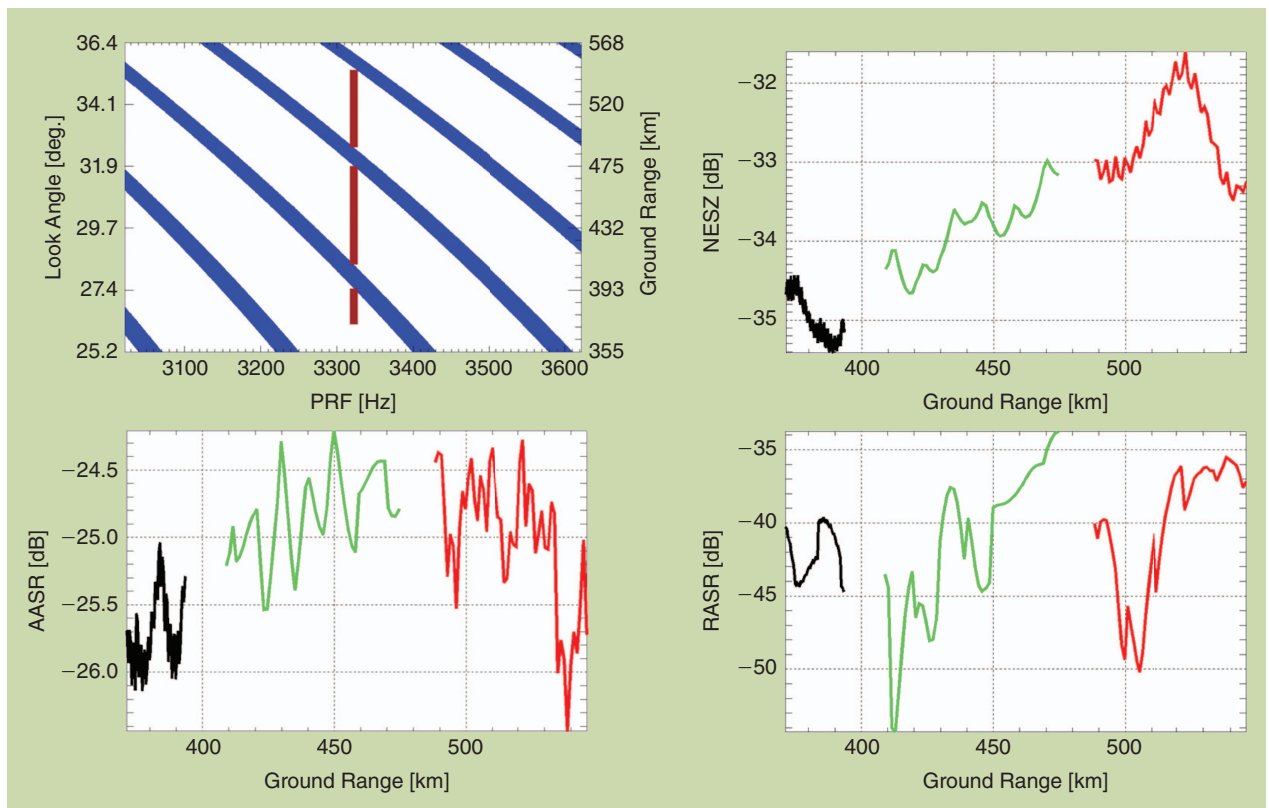 36.4
34.1
31.9
29.7
27.4
25.2
Look Angle [deg.]
568
520
475
432
393
355
Ground Range [km]
3100 3200 3300 3400 3500 3600
PRF [Hz]
−32
−33
−34
−35
NESZ [dB]
400 450 500
Ground Range [km]
−24.5
−25.0
−25.5
−26.0
AASR [dB]
400 450 500
Ground Range [km]
−35
−40
−45
−50
RASR [dB]
400 450 500
Ground Range [km]